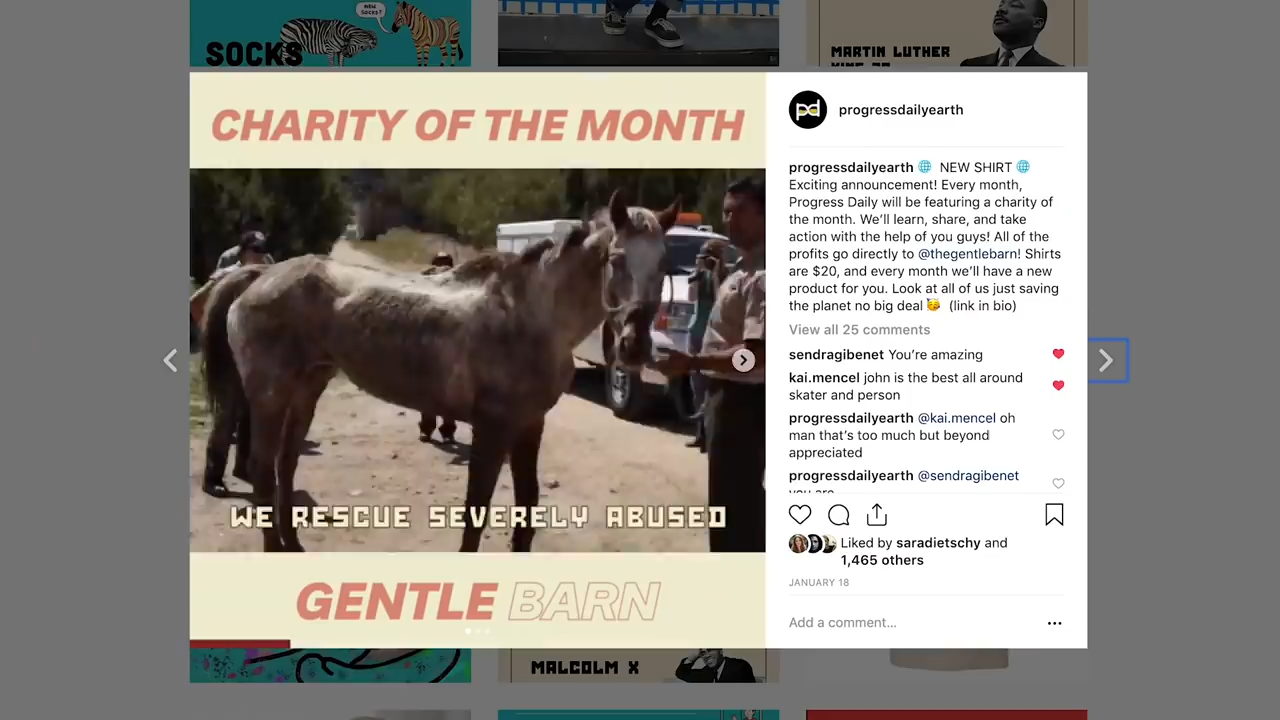 NEW
SOCKS?
SOCKS
MARTIN LUTHER
CHARITY OF THE MONTH
WE RESCUE SEVERELY ABUSED
GENTLE BARN
pd
progressdailyearth
progressdailyearth 🌐 NEW SHIRT 🌐
Exciting announcement! Every month,
Progress Daily will be featuring a charity of
the month. We’ll learn, share, and take
action with the help of you guys! All of the
profits go directly to @thegentlebarn! Shirts
are $20, and every month we’ll have a new
product for you. Look at all of us just saving
the planet no big deal 🥳 (link in bio)
View all 25 comments
sendragibenet You’re amazing
kai.mencel john is the best all around
skater and person
progressdailyearth @kai.mencel oh
man that’s too much but beyond
appreciated
progressdailyearth @sendragibenet
you are
Liked by saradietschy and
1,465 others
JANUARY 18
Add a comment...
MALCOLM X